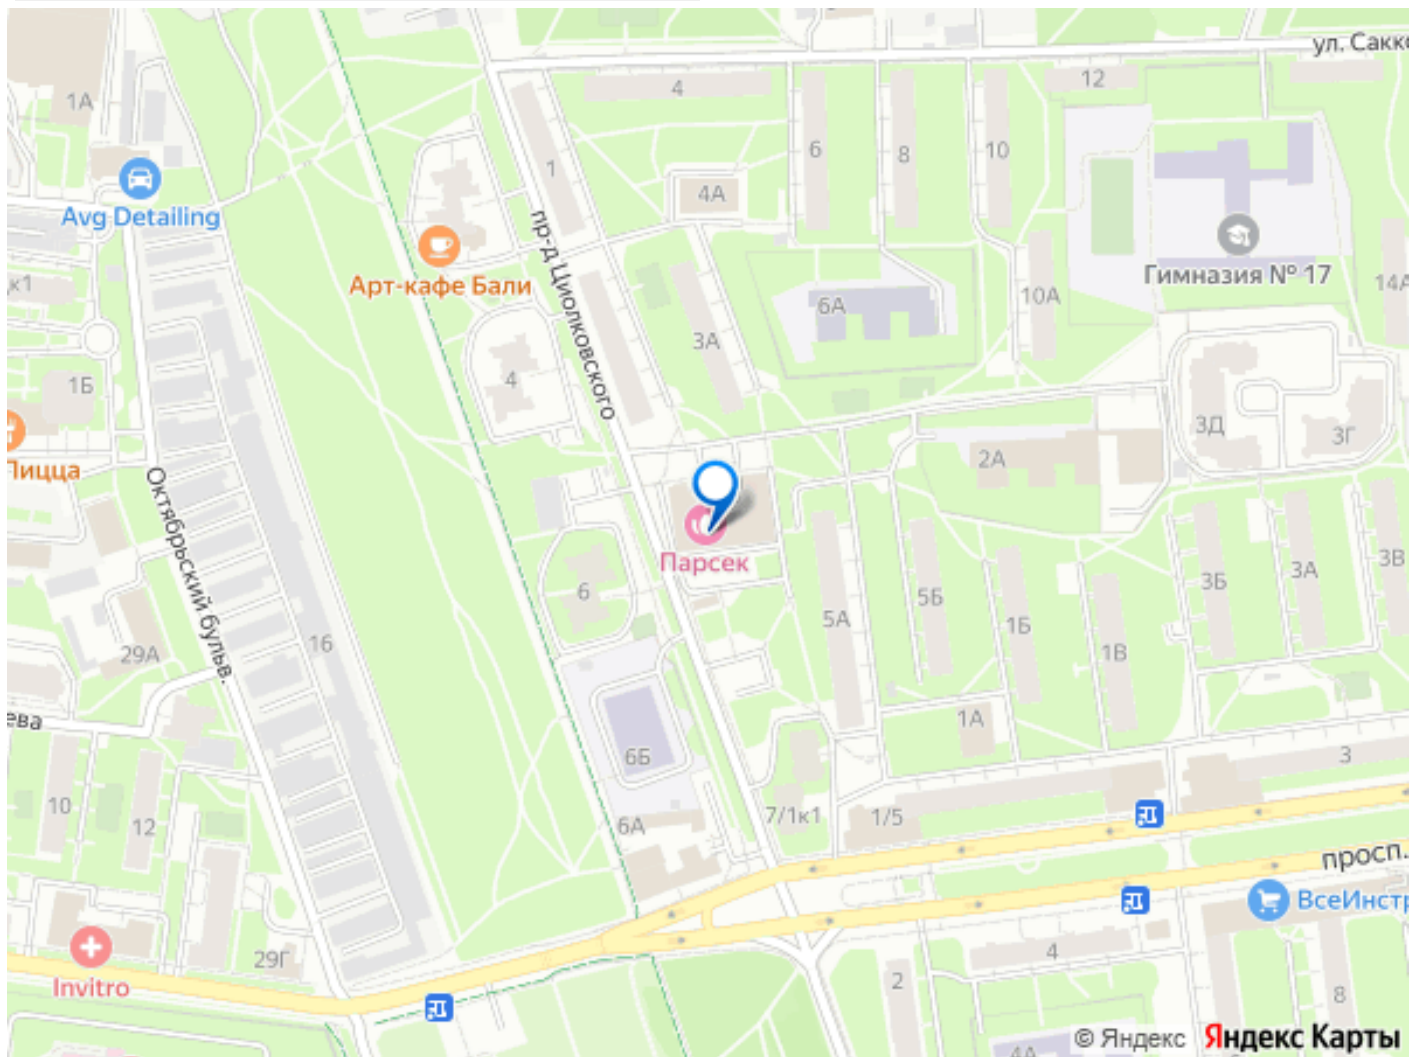 ул. Сакко
4
12
1А
6
8
10
1
4А
Avg Detailing
пр-д Циолковского
Арт-кафе Бали
Гимназия № 17
к1
6А
10А
14А
3А
4
1Б
3Д
3Г
Пицца
2А
Октябрьский бульв.
Парсек
6
5А
5Б
1Б
1В
3Б
3А
3В
29А
16
ева
1А
6Б
3
10
12
6А
7/1к1
1/5
просп.
ВсеИнстр
Invitro
29Г
4
2
8
4А
© Яндекс Яндекс Карты